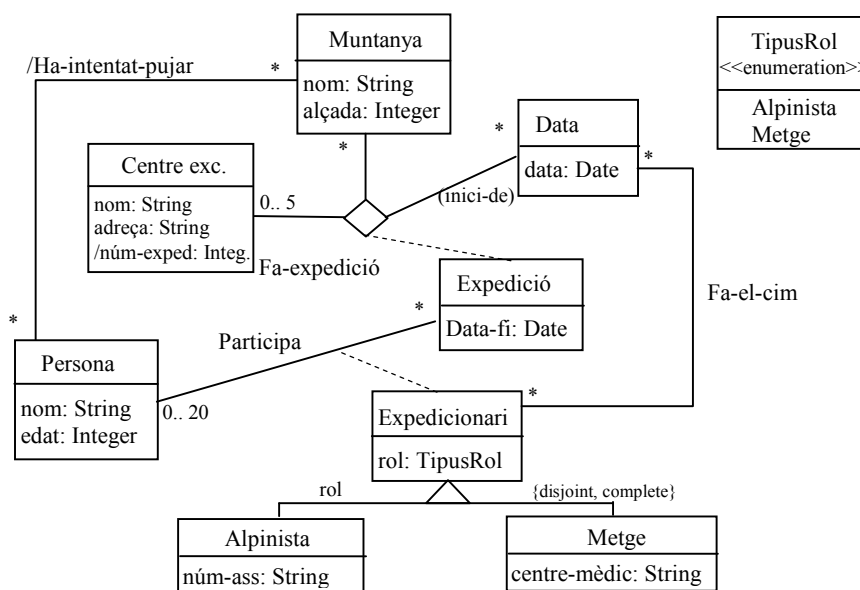 Muntanya
nom: String
alçada: Integer
TipusRol
<<enumeration>>
Alpinista
Metge
/Ha-intentat-pujar
*
*
*
Data
data: Date
*
Centre exc.
nom: String
adreça: String
/núm-exped: Integ.
0.. 5
(inici-de)
Fa-expedició
Expedició
Data-fi: Date
Fa-el-cim
*
*
Participa
Persona
nom: String
edat: Integer
0.. 20
Expedicionari
rol: TipusRol
*
rol
{disjoint, complete}
Alpinista
núm-ass: String
Metge
centre-mèdic: String